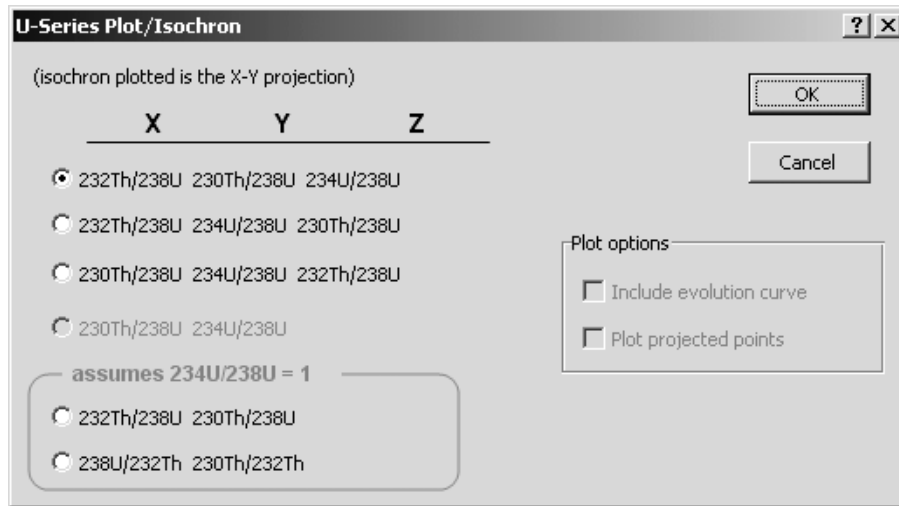 U-Series Plot/Isochron
(isochron plotted is the X-Y projection)
X Y Z
232Th/238U 230Th/238U 234U/238U
232Th/238U 234U/238U 230Th/238U
230Th/238U 234U/238U 232Th/238U
230Th/238U 234U/238U
assumes 234U/238U = 1
232Th/238U 230Th/238U
238U/232Th 230Th/232Th
OK
Cancel
Plot options
Include evolution curve
Plot projected points